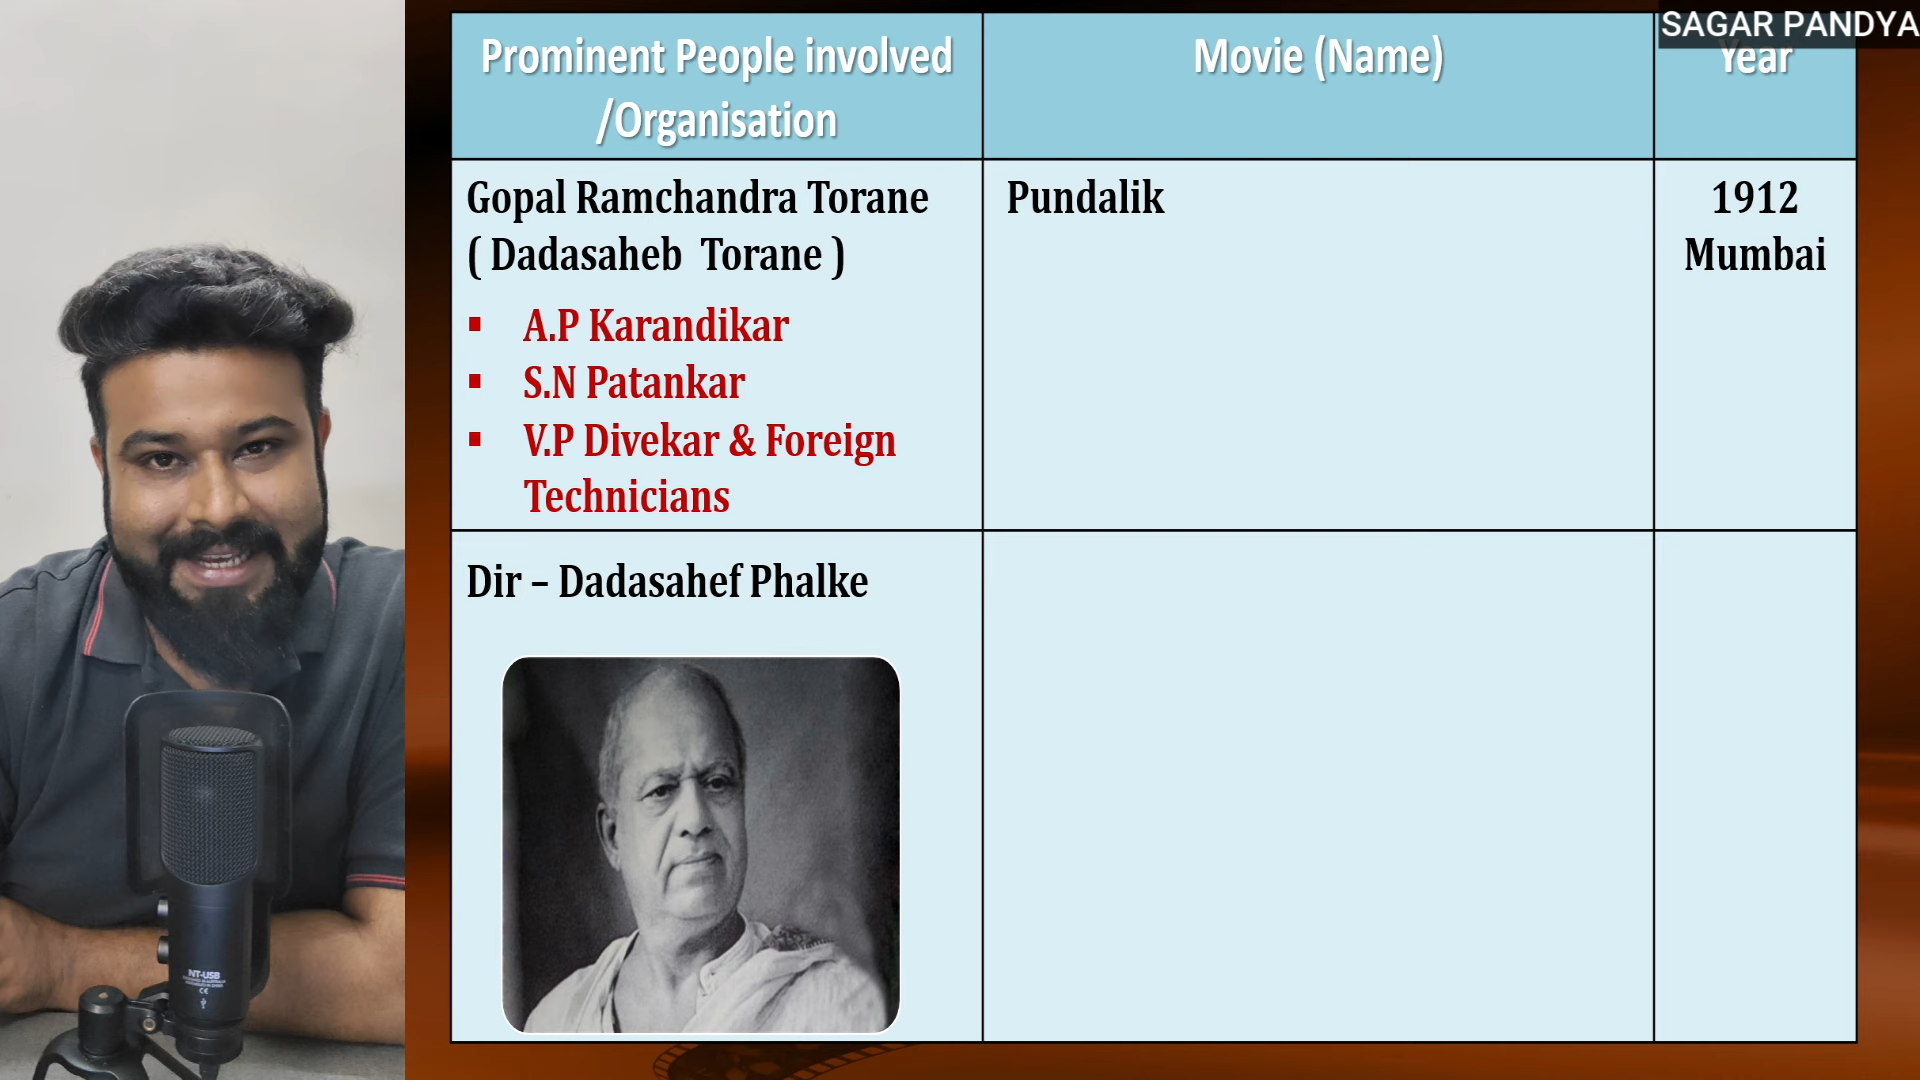 SAGAR PANDYA
Prominent People involved
/Organisation
Movie (Name)
Year
Gopal Ramchandra Torane
( Dadasaheb Torane )
▪ A.P Karandikar
▪ S.N Patankar
▪ V.P Divekar & Foreign
Technicians
Pundalik
1912
Mumbai
Dir – Dadasahef Phalke
NT-USB